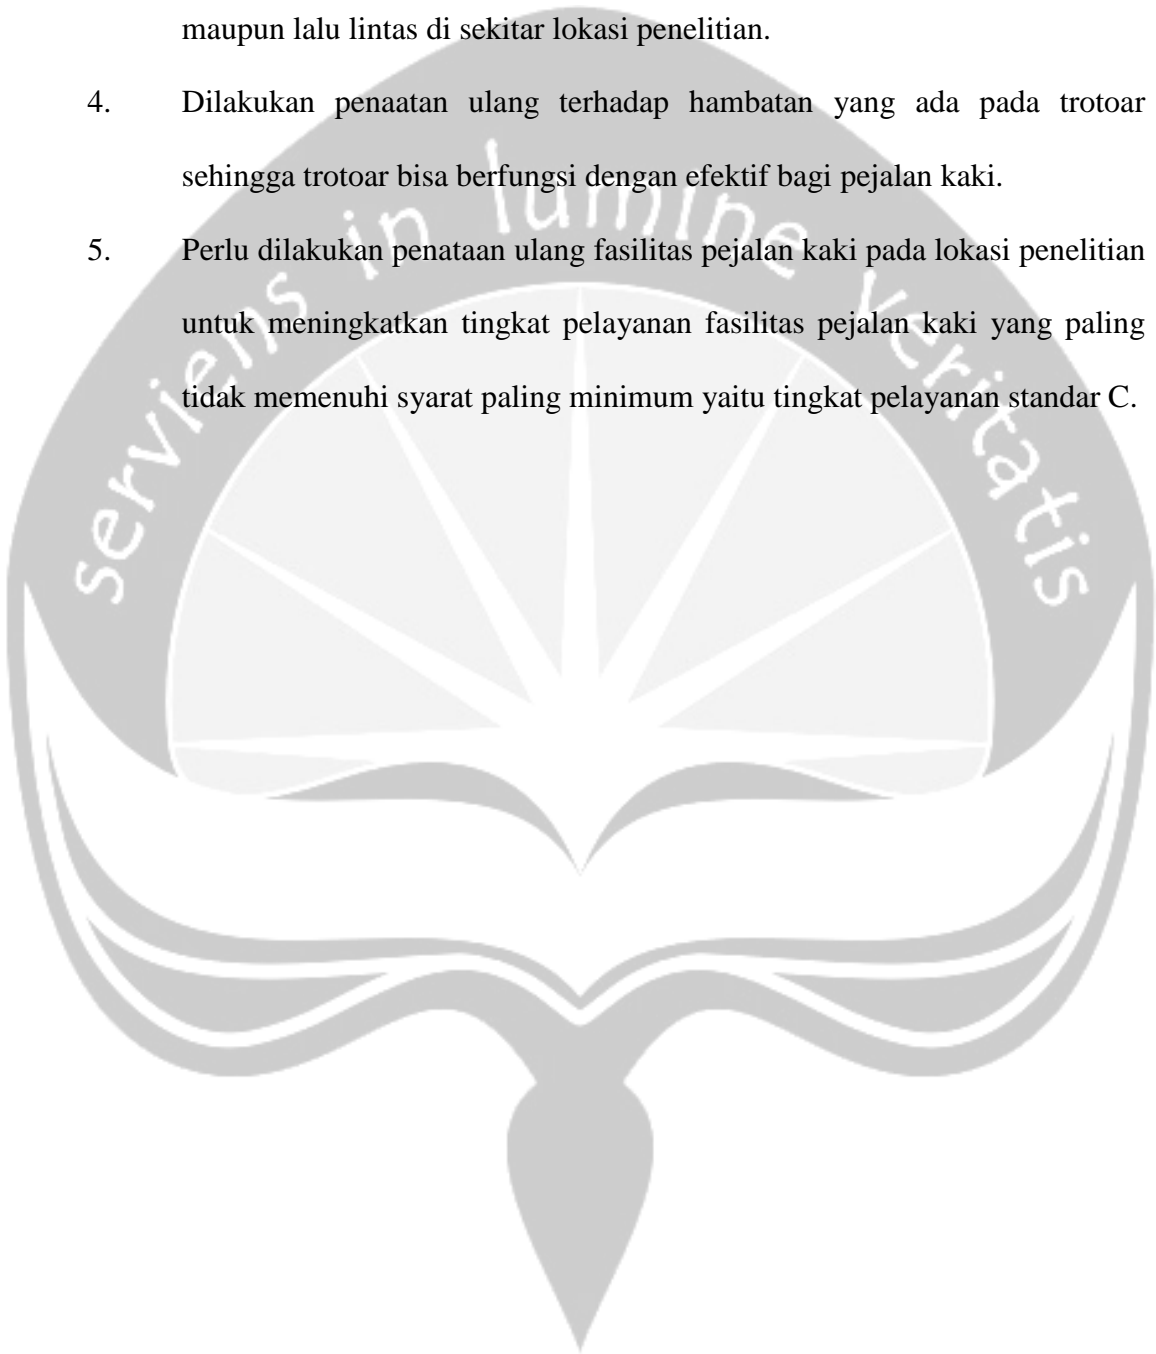 maupun lalu lintas di sekitar lokasi penelitian.
4. Dilakukan penaatan ulang terhadap hambatan yang ada pada trotoar
sehingga trotoar bisa berfungsi dengan efektif bagi pejalan kaki.
5. Perlu dilakukan penataan ulang fasilitas pejalan kaki pada lokasi penelitian
untuk meningkatkan tingkat pelayanan fasilitas pejalan kaki yang paling
tidak memenuhi syarat paling minimum yaitu tingkat pelayanan standar C.
serviens in lumine veritatis